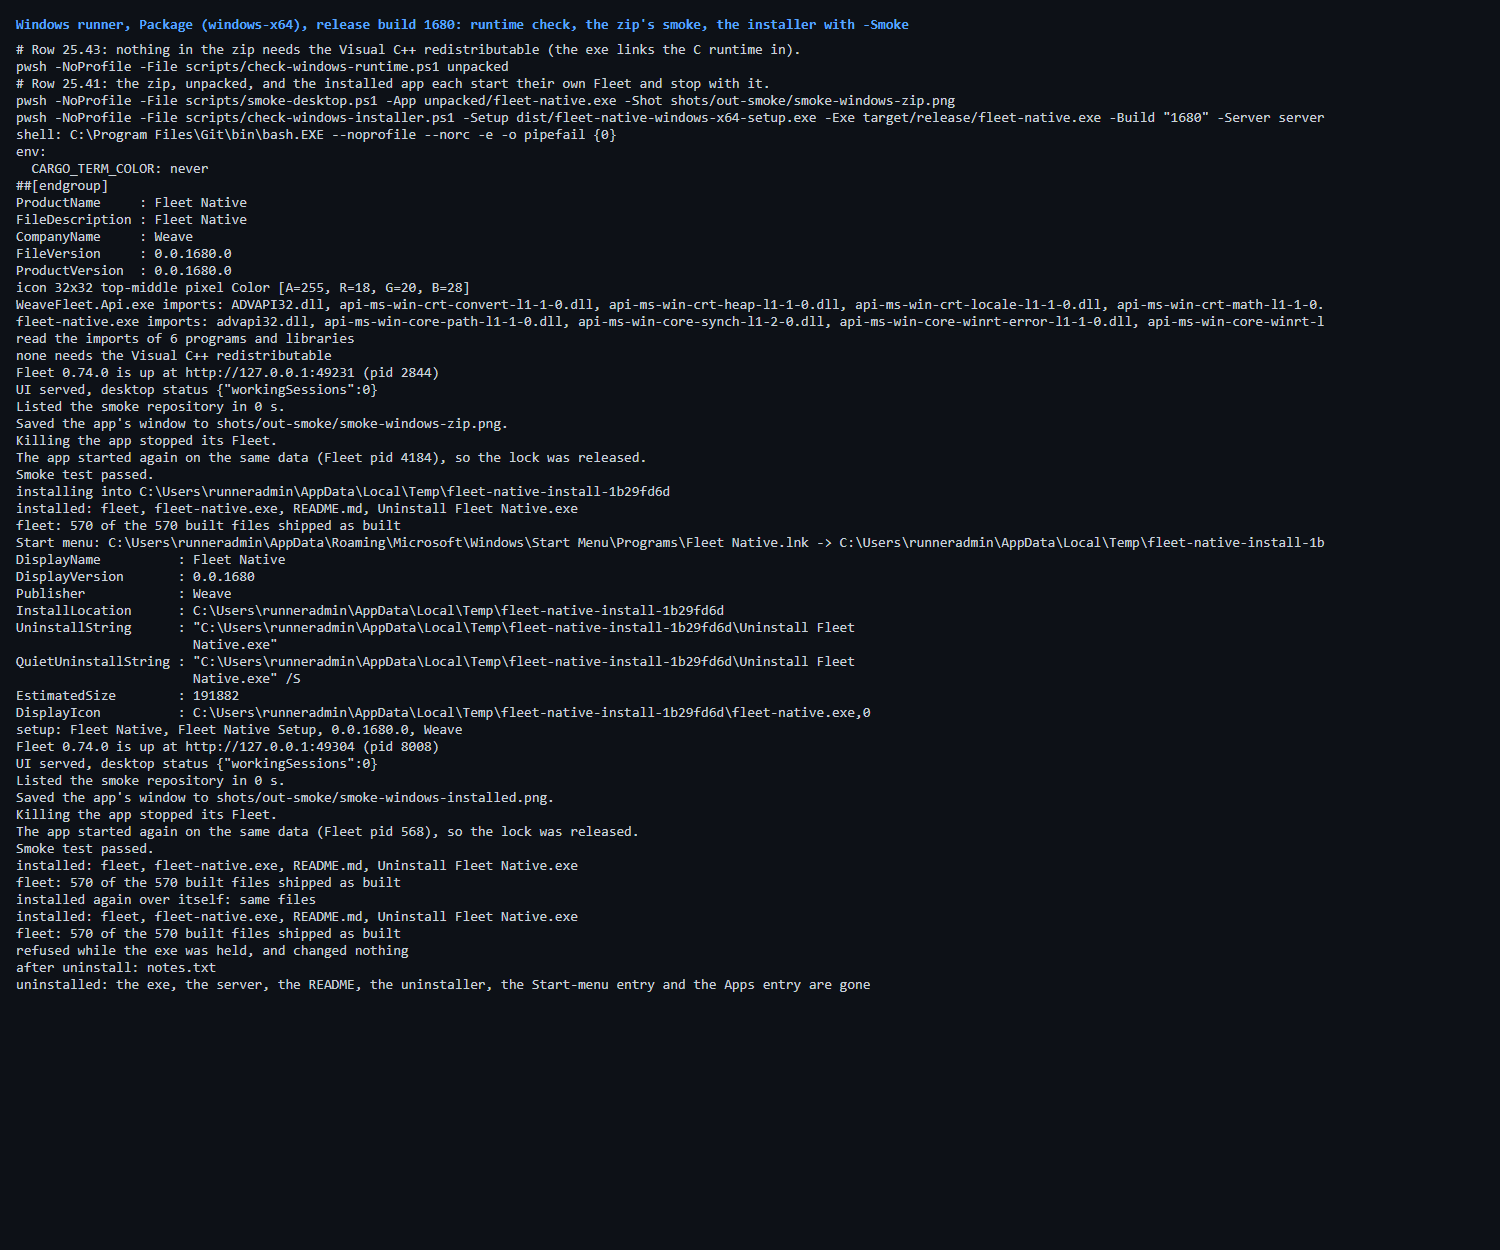 Windows runner, Package (windows-x64), release build 1680: runtime check, the zip's smoke, the installer with -Smoke
# Row 25.43: nothing in the zip needs the Visual C++ redistributable (the exe links the C runtime in).
pwsh -NoProfile -File scripts/check-windows-runtime.ps1 unpacked
# Row 25.41: the zip, unpacked, and the installed app each start their own Fleet and stop with it.
pwsh -NoProfile -File scripts/smoke-desktop.ps1 -App unpacked/fleet-native.exe -Shot shots/out-smoke/smoke-windows-zip.png
pwsh -NoProfile -File scripts/check-windows-installer.ps1 -Setup dist/fleet-native-windows-x64-setup.exe -Exe target/release/fleet-native.exe -Build "1680" -Server server
shell: C:\Program Files\Git\bin\bash.EXE --noprofile --norc -e -o pipefail {0}
env:
  CARGO_TERM_COLOR: never
##[endgroup]
ProductName     : Fleet Native
FileDescription : Fleet Native
CompanyName     : Weave
FileVersion     : 0.0.1680.0
ProductVersion  : 0.0.1680.0
icon 32x32 top-middle pixel Color [A=255, R=18, G=20, B=28]
WeaveFleet.Api.exe imports: ADVAPI32.dll, api-ms-win-crt-convert-l1-1-0.dll, api-ms-win-crt-heap-l1-1-0.dll, api-ms-win-crt-locale-l1-1-0.dll, api-ms-win-crt-math-l1-1-0.
fleet-native.exe imports: advapi32.dll, api-ms-win-core-path-l1-1-0.dll, api-ms-win-core-synch-l1-2-0.dll, api-ms-win-core-winrt-error-l1-1-0.dll, api-ms-win-core-winrt-l
read the imports of 6 programs and libraries
none needs the Visual C++ redistributable
Fleet 0.74.0 is up at http://127.0.0.1:49231 (pid 2844)
UI served, desktop status {"workingSessions":0}
Listed the smoke repository in 0 s.
Saved the app's window to shots/out-smoke/smoke-windows-zip.png.
Killing the app stopped its Fleet.
The app started again on the same data (Fleet pid 4184), so the lock was released.
Smoke test passed.
installing into C:\Users\runneradmin\AppData\Local\Temp\fleet-native-install-1b29fd6d
installed: fleet, fleet-native.exe, README.md, Uninstall Fleet Native.exe
fleet: 570 of the 570 built files shipped as built
Start menu: C:\Users\runneradmin\AppData\Roaming\Microsoft\Windows\Start Menu\Programs\Fleet Native.lnk -> C:\Users\runneradmin\AppData\Local\Temp\fleet-native-install-1b
DisplayName          : Fleet Native
DisplayVersion       : 0.0.1680
Publisher            : Weave
InstallLocation      : C:\Users\runneradmin\AppData\Local\Temp\fleet-native-install-1b29fd6d
UninstallString      : "C:\Users\runneradmin\AppData\Local\Temp\fleet-native-install-1b29fd6d\Uninstall Fleet
                       Native.exe"
QuietUninstallString : "C:\Users\runneradmin\AppData\Local\Temp\fleet-native-install-1b29fd6d\Uninstall Fleet
                       Native.exe" /S
EstimatedSize        : 191882
DisplayIcon          : C:\Users\runneradmin\AppData\Local\Temp\fleet-native-install-1b29fd6d\fleet-native.exe,0
setup: Fleet Native, Fleet Native Setup, 0.0.1680.0, Weave
Fleet 0.74.0 is up at http://127.0.0.1:49304 (pid 8008)
UI served, desktop status {"workingSessions":0}
Listed the smoke repository in 0 s.
Saved the app's window to shots/out-smoke/smoke-windows-installed.png.
Killing the app stopped its Fleet.
The app started again on the same data (Fleet pid 568), so the lock was released.
Smoke test passed.
installed: fleet, fleet-native.exe, README.md, Uninstall Fleet Native.exe
fleet: 570 of the 570 built files shipped as built
installed again over itself: same files
installed: fleet, fleet-native.exe, README.md, Uninstall Fleet Native.exe
fleet: 570 of the 570 built files shipped as built
refused while the exe was held, and changed nothing
after uninstall: notes.txt
uninstalled: the exe, the server, the README, the uninstaller, the Start-menu entry and the Apps entry are gone